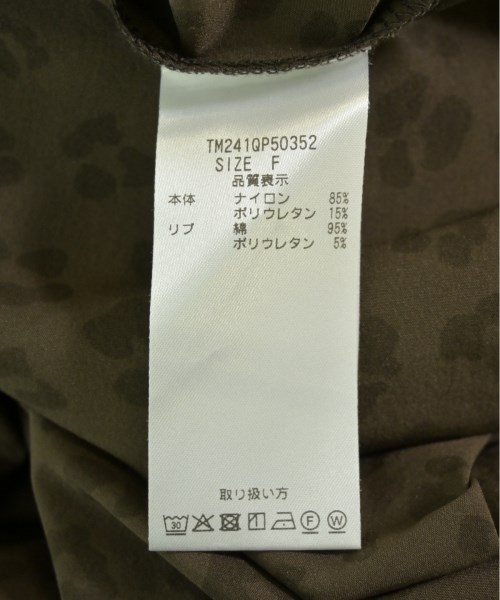 TM241QP50352
SIZE F
品質表示
本体 ナイロン 85%
ポリウレタン 15%
リブ 綿 95%
ポリウレタン 5%
取り扱い方
30 F W